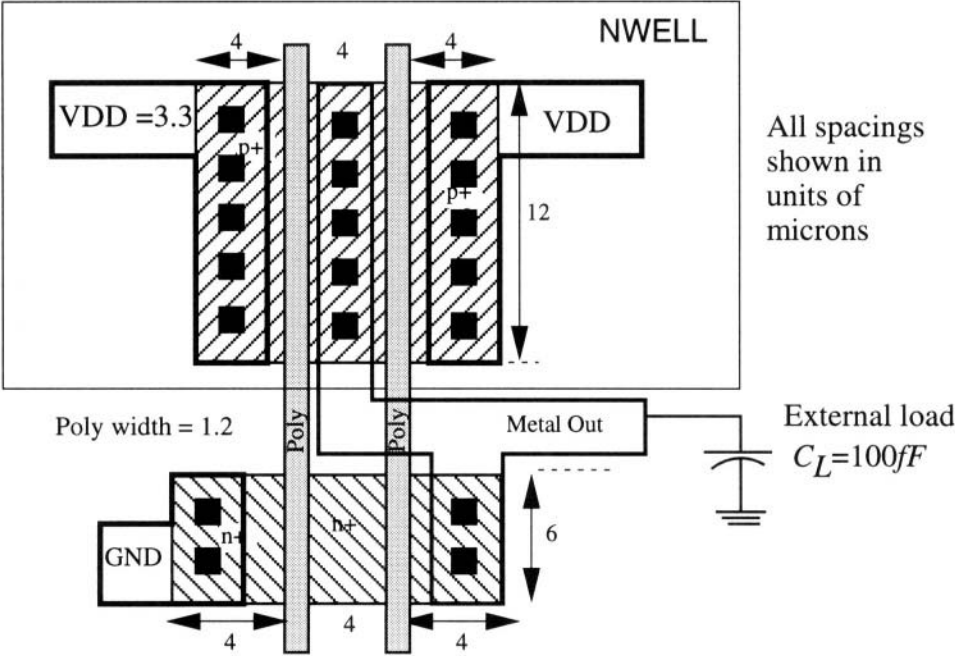 NWELL
4
4
4
VDD =3.3
VDD
p+
p+
12
All spacings
shown in
units of
microns
Poly width = 1.2
Poly
Poly
Metal Out
External load
C_L=100fF
n+
n+
GND
6
4
4
4